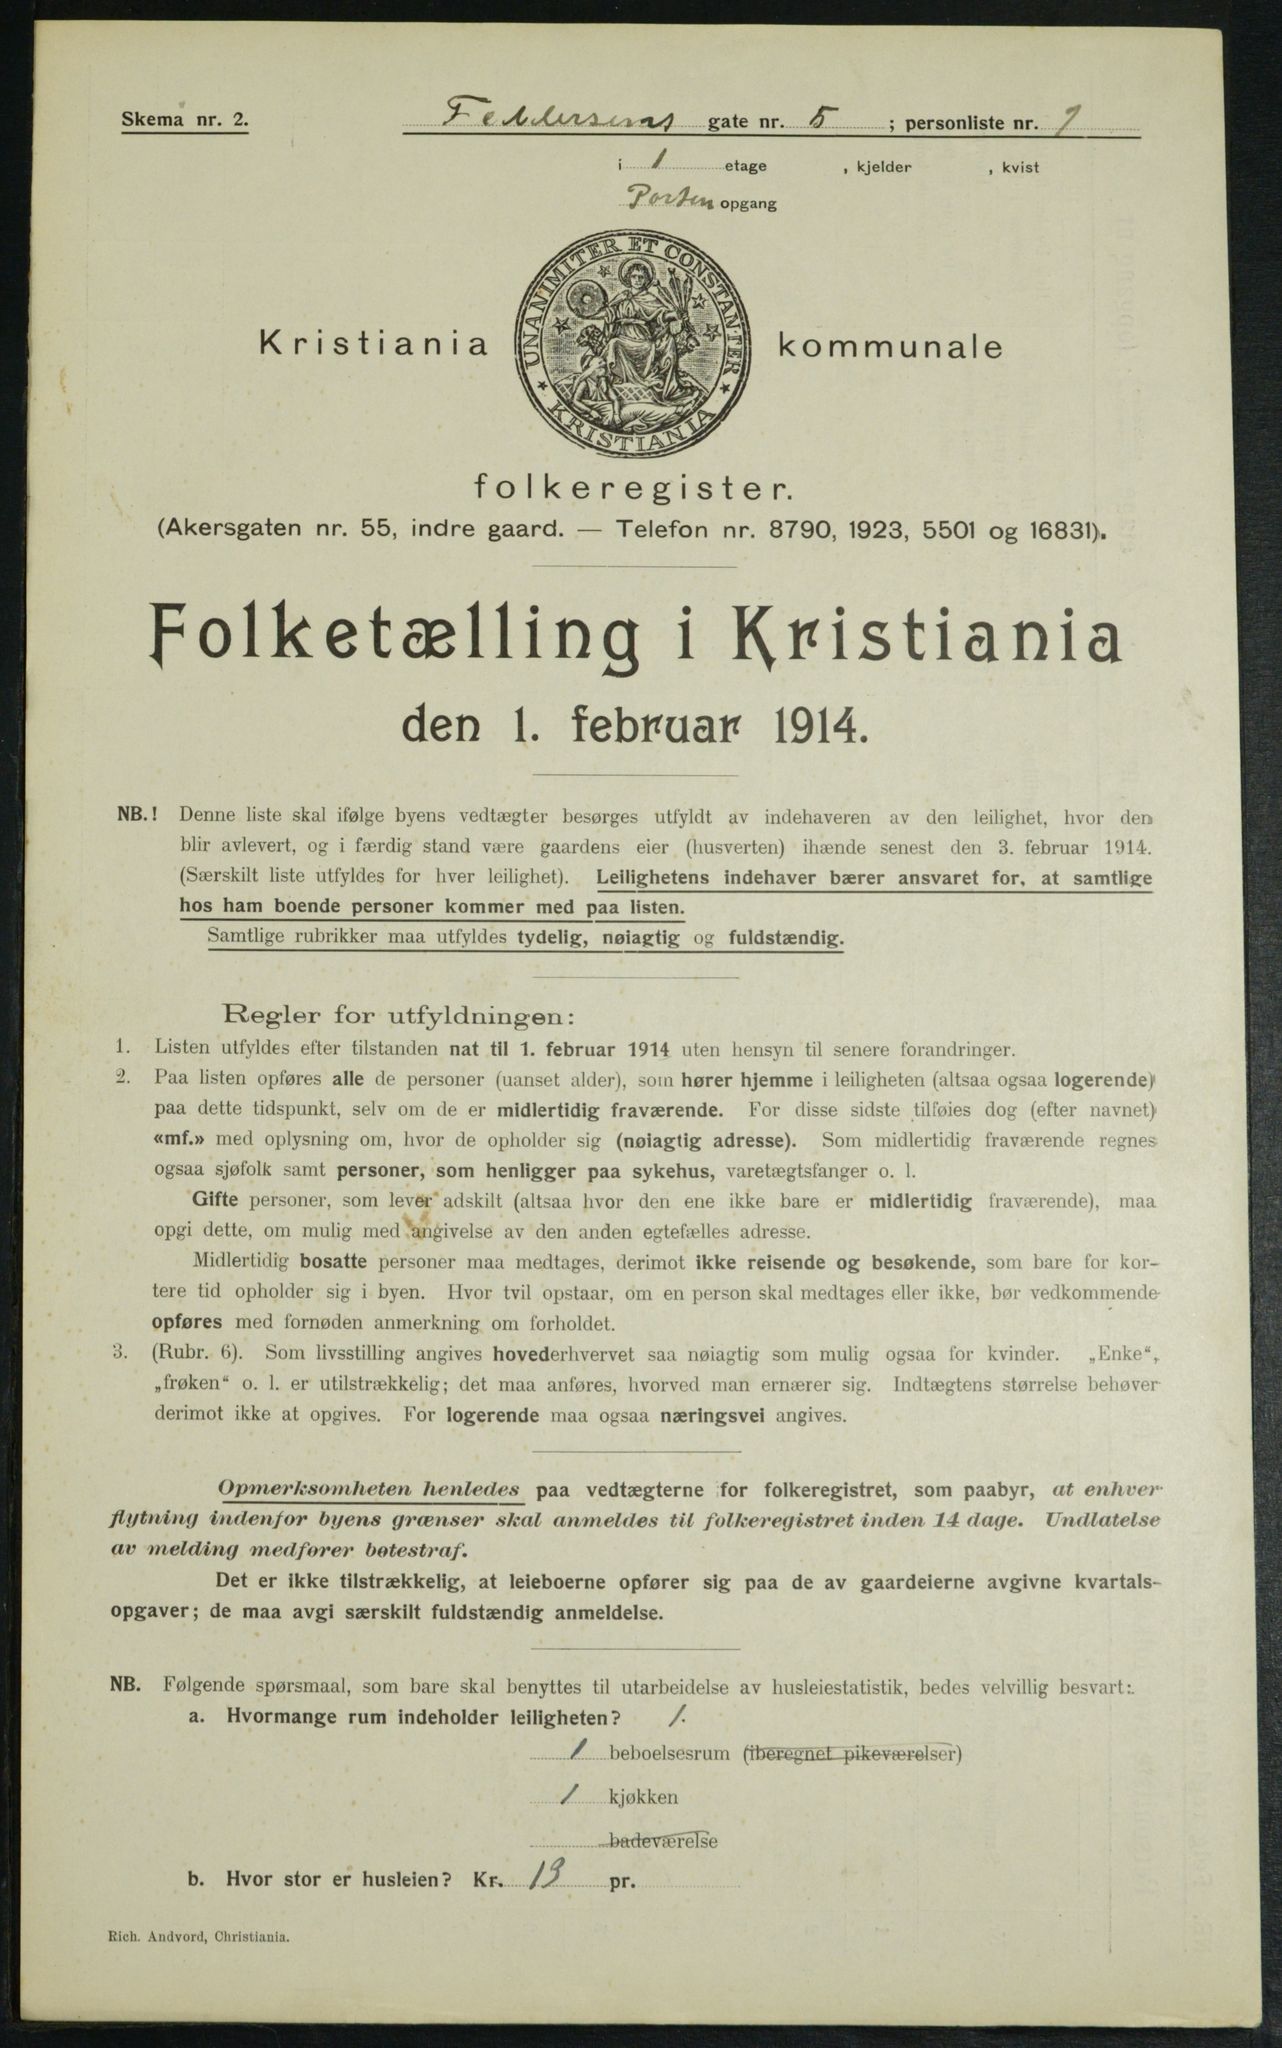 Skema nr. 2. Feddersens gate nr. 5 ; personliste nr.
i 1 etage , kjelder , kvist
Porten opgang
UNANIMITER ET CONSTANTER
KRISTIANIA
Kristiania kommunale
folkeregister.
(Akersgaten nr. 55, indre gaard. — Telefon nr. 8790, 1923, 5501 og 16831).
Folketælling i Kristiania
den 1. februar 1914.
NB.! Denne liste skal ifølge byens vedtægter besørges utfyldt av indehaveren av den leilighet, hvor den
blir avlevert, og i færdig stand være gaardens eier (husverten) ihænde senest den 3. februar 1914.
(Særskilt liste utfyldes for hver leilighet). Leilighetens indehaver bærer ansvaret for, at samtlige
hos ham boende personer kommer med paa listen.
Samtlige rubrikker maa utfyldes tydelig, nøiagtig og fuldstændig.
Regler for utfyldningen:
1. Listen utfyldes efter tilstanden nat til 1. februar 1914 uten hensyn til senere forandringer.
2. Paa listen opføres alle de personer (uanset alder), som hører hjemme i leiligheten (altsaa ogsaa logerende)
paa dette tidspunkt, selv om de er midlertidig fraværende. For disse sidste tilføies dog (efter navnet)
«mf.» med oplysning om, hvor de opholder sig (nøiagtig adresse). Som midlertidig fraværende regnes
ogsaa sjøfolk samt personer, som henligger paa sykehus, varetægtsfanger o. l.
Gifte personer, som lever adskilt (altsaa hvor den ene ikke bare er midlertidig fraværende), maa
opgi dette, om mulig med angivelse av den anden egtefælles adresse.
Midlertidig bosatte personer maa medtages, derimot ikke reisende og besøkende, som bare for kor-
tere tid opholder sig i byen. Hvor tvil opstaar, om en person skal medtages eller ikke, bør vedkommende
opføres med fornøden anmerkning om forholdet.
3. (Rubr. 6). Som livsstilling angives hovederhvervet saa nøiagtig som mulig ogsaa for kvinder. „Enke“,
„frøken“ o. l. er utilstrækkelig; det maa anføres, hvorved man ernærer sig. Indtægtens størrelse behøver
derimot ikke at opgives. For logerende maa ogsaa næringsvei angives.
Opmerksomheten henledes paa vedtægterne for folkeregistret, som paabyr, at enhver
flytning indenfor byens grænser skal anmeldes til folkeregistret inden 14 dage. Undlatelse
av melding medfører bøtestraf.
Det er ikke tilstrækkelig, at leieboerne opfører sig paa de av gaardeierne avgivne kvartals-
opgaver; de maa avgi særskilt fuldstændig anmeldelse.
NB. Følgende spørsmaal, som bare skal benyttes til utarbeidelse av husleiestatistik, bedes velvillig besvart:
a. Hvormange rum indeholder leiligheten? 1.
1 beboelsesrum (iberegnet pikeværelser)
1 kjøkken
badeværelse
b. Hvor stor er husleien? Kr. 13 pr.
Rich. Andvord, Christiania.